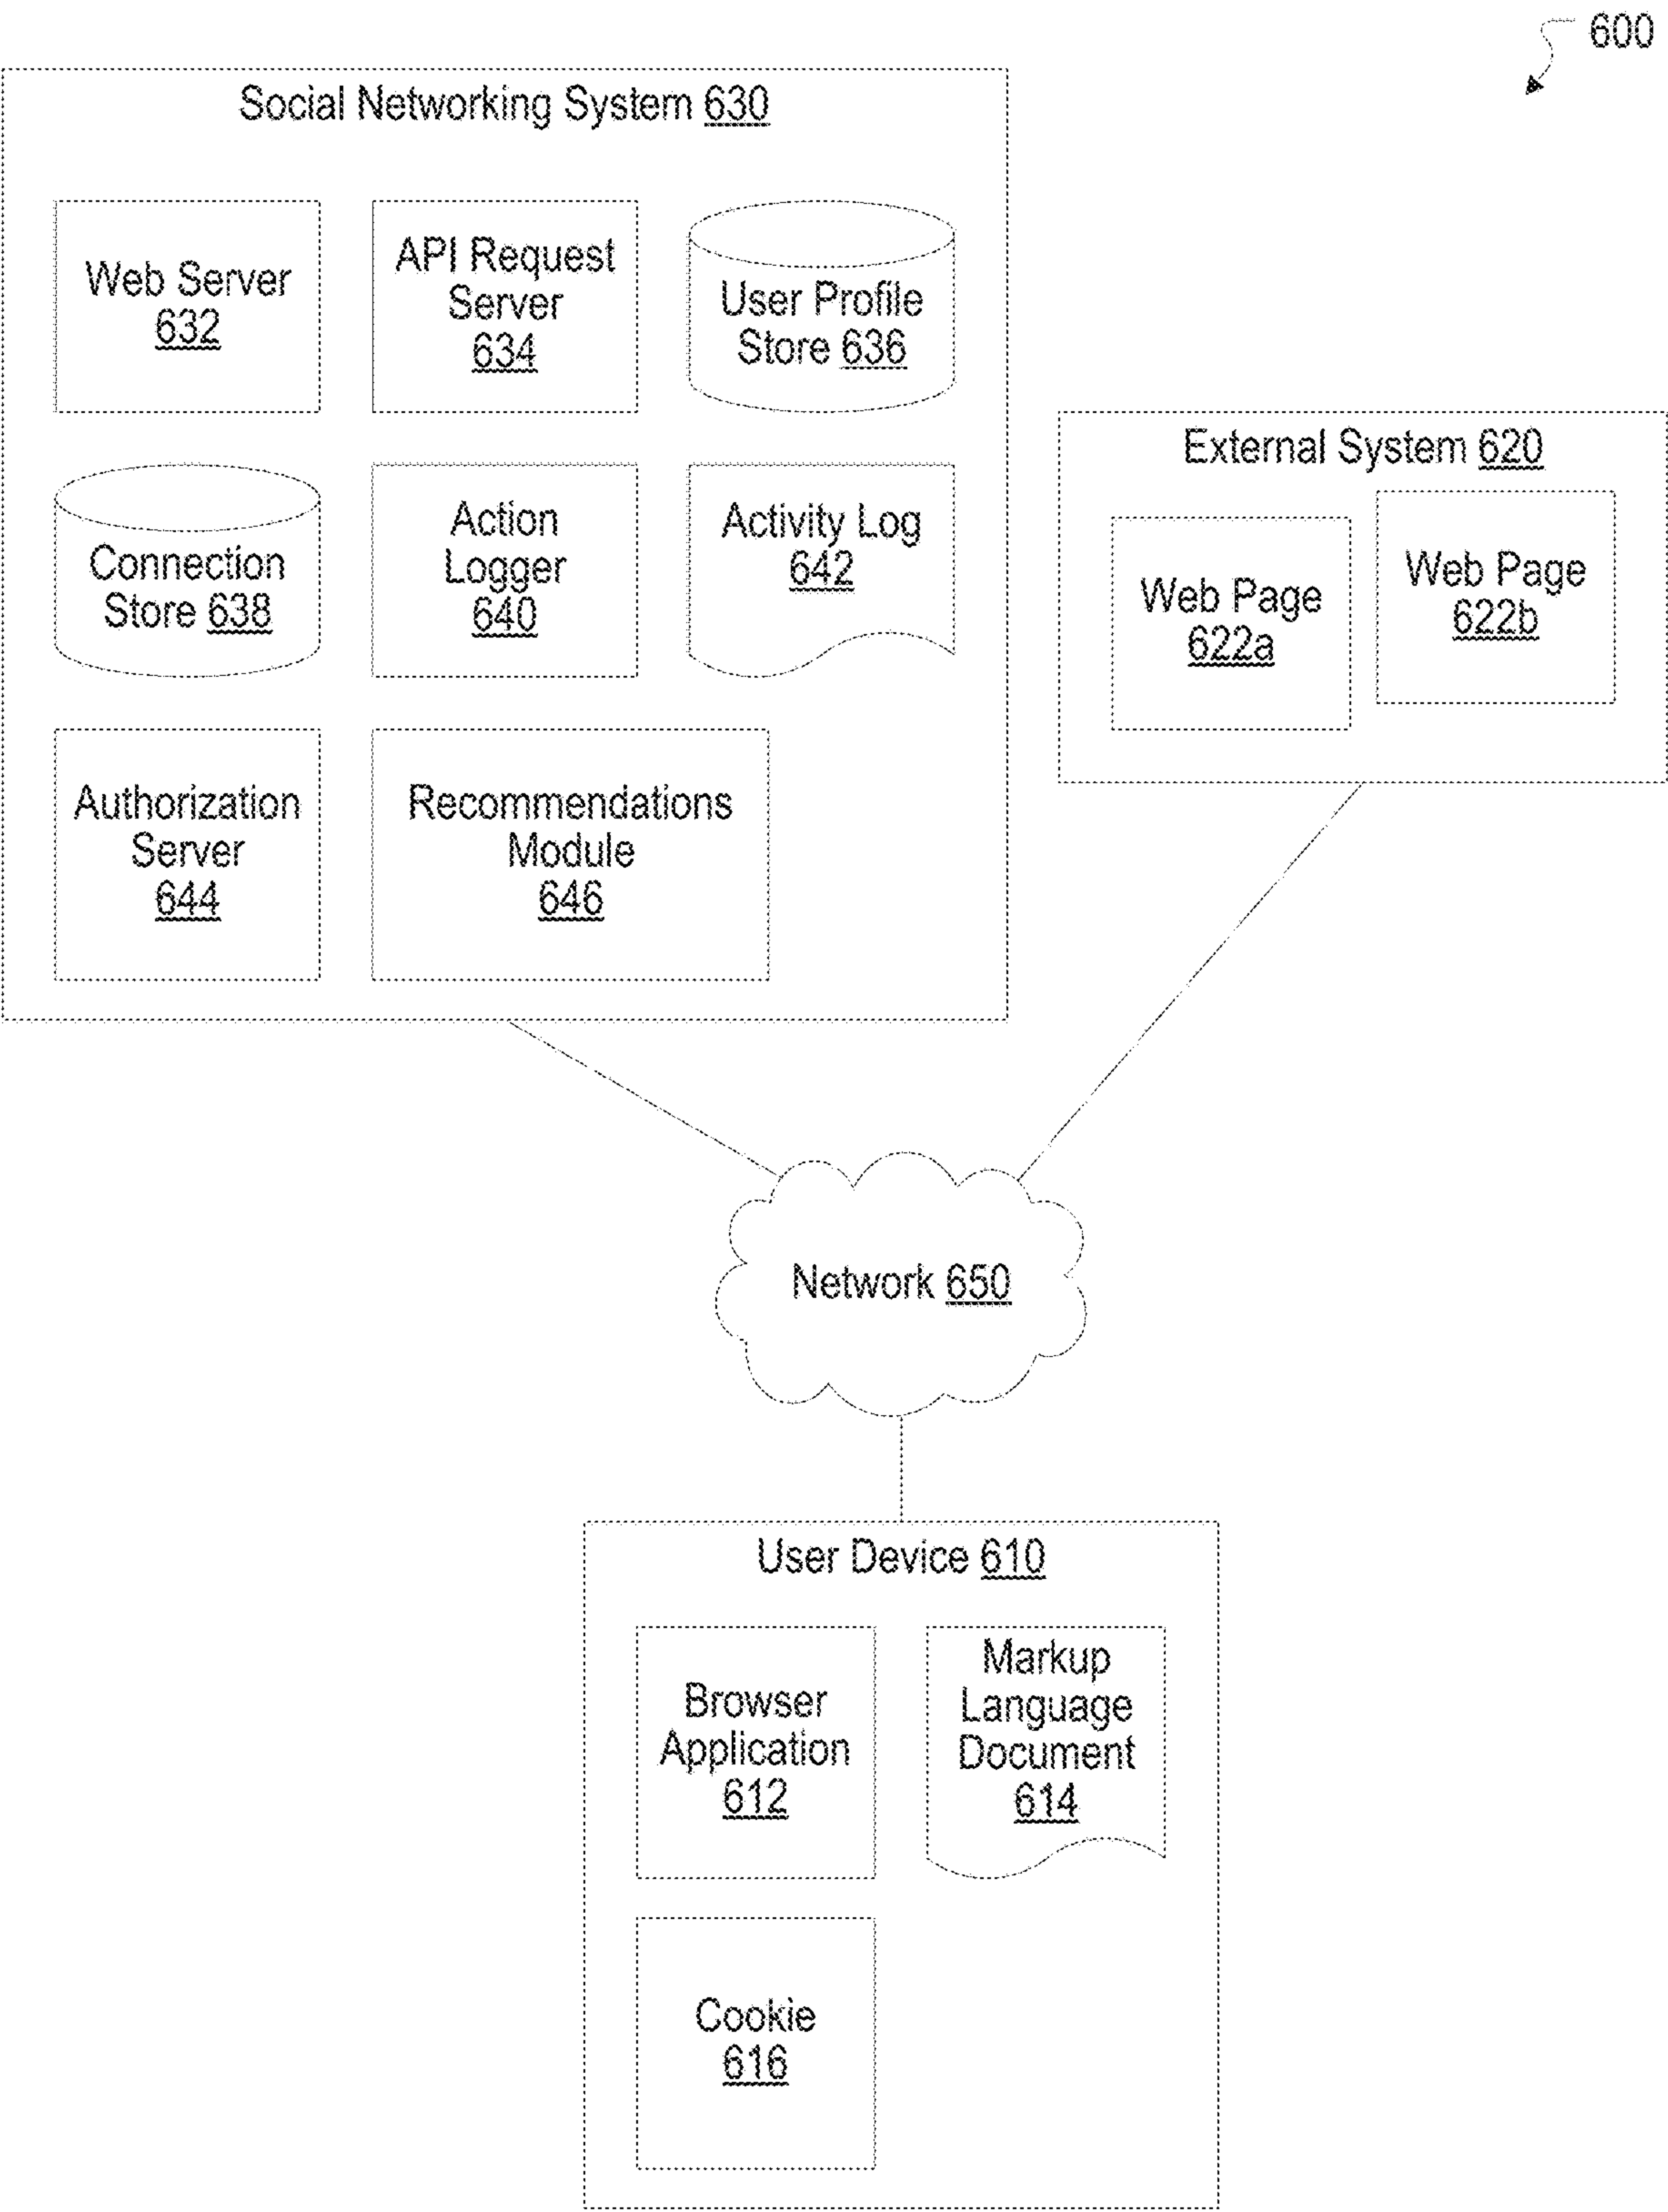 600
Social Networking System 630
Web Server
632
API Request
Server
634
User Profile
Store 636
Connection
Store 638
Action
Logger
640
Activity Log
642
Authorization
Server
644
Recommendations
Module
646
External System 620
Web Page
622a
Web Page
622b
Network 650
User Device 610
Browser
Application
612
Markup
Language
Document
614
Cookie
616